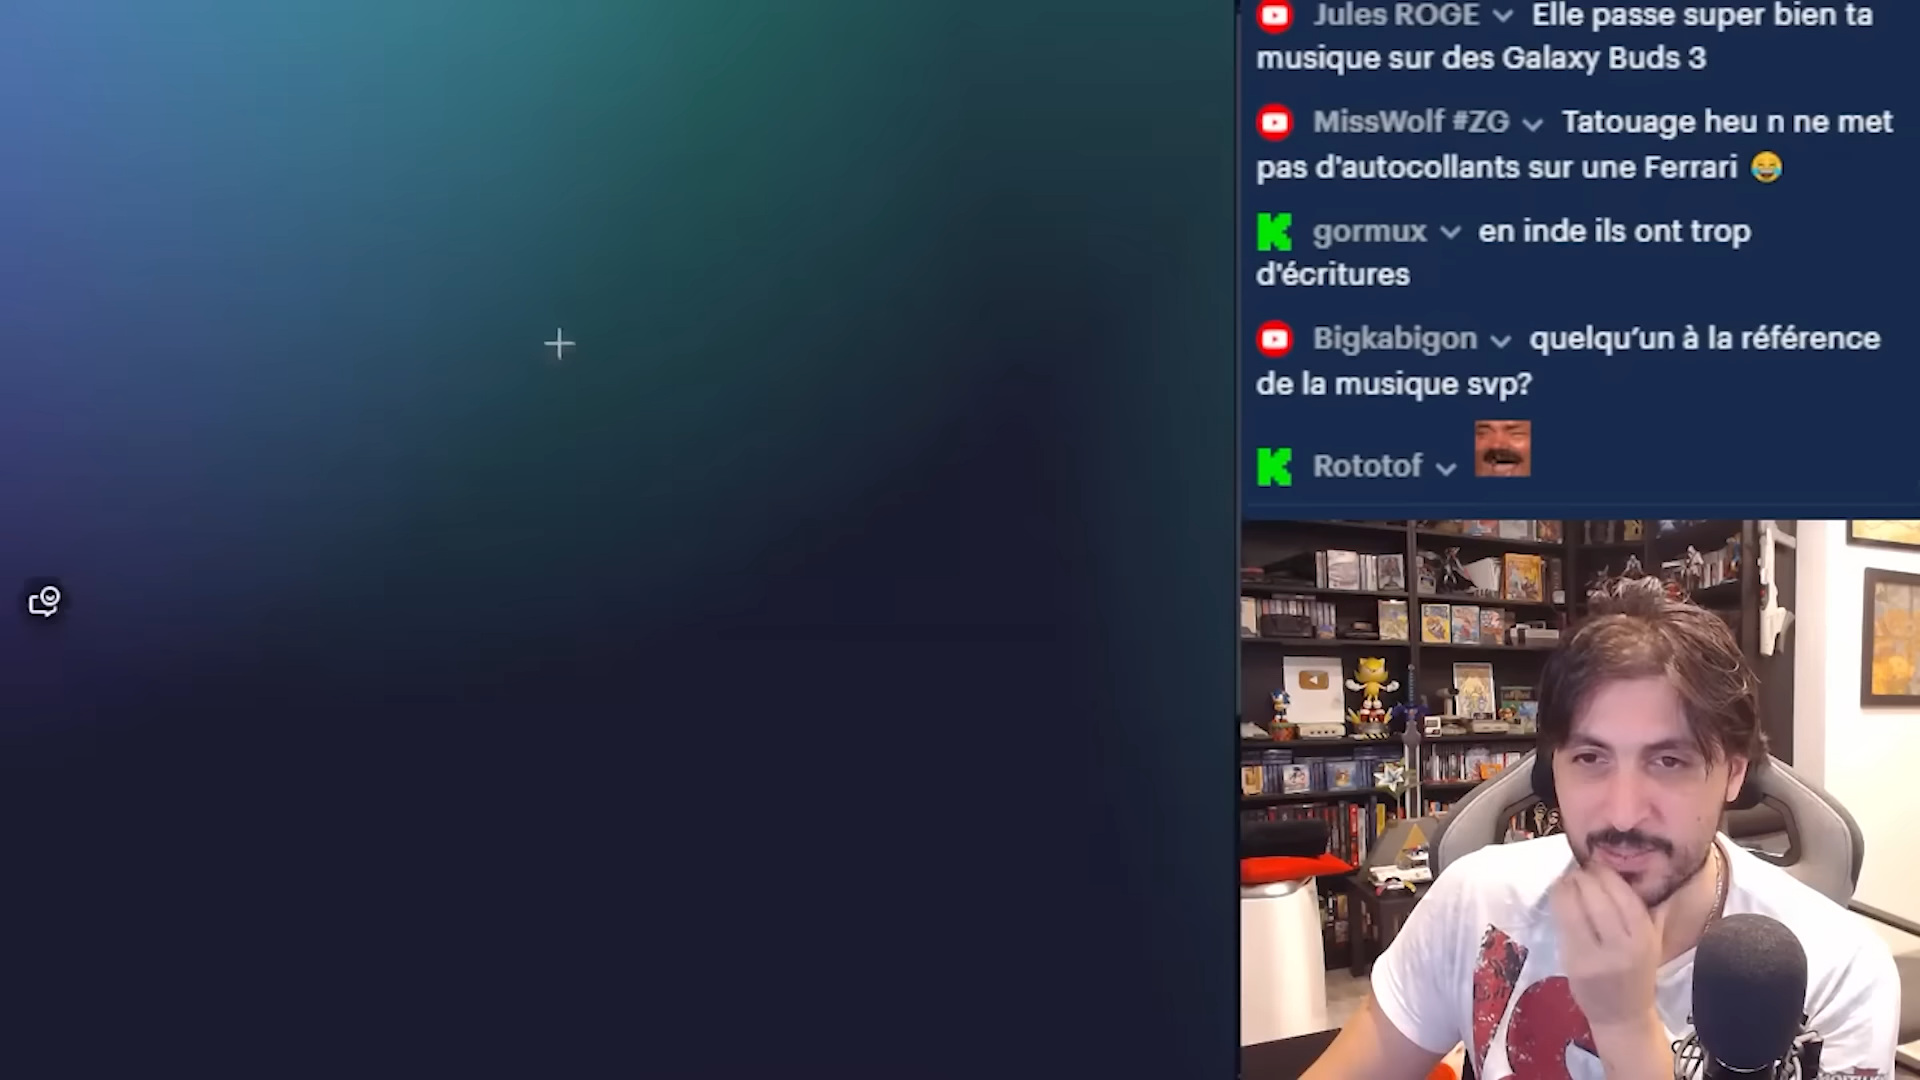 Jules ROGE Elle passe super bien ta
musique sur des Galaxy Buds 3
MissWolf #ZG Tatouage heu n ne met
pas d'autocollants sur une Ferrari 😂
gormux en inde ils ont trop
d'écritures
Bigkabigon quelqu’un à la référence
de la musique svp?
Rototof